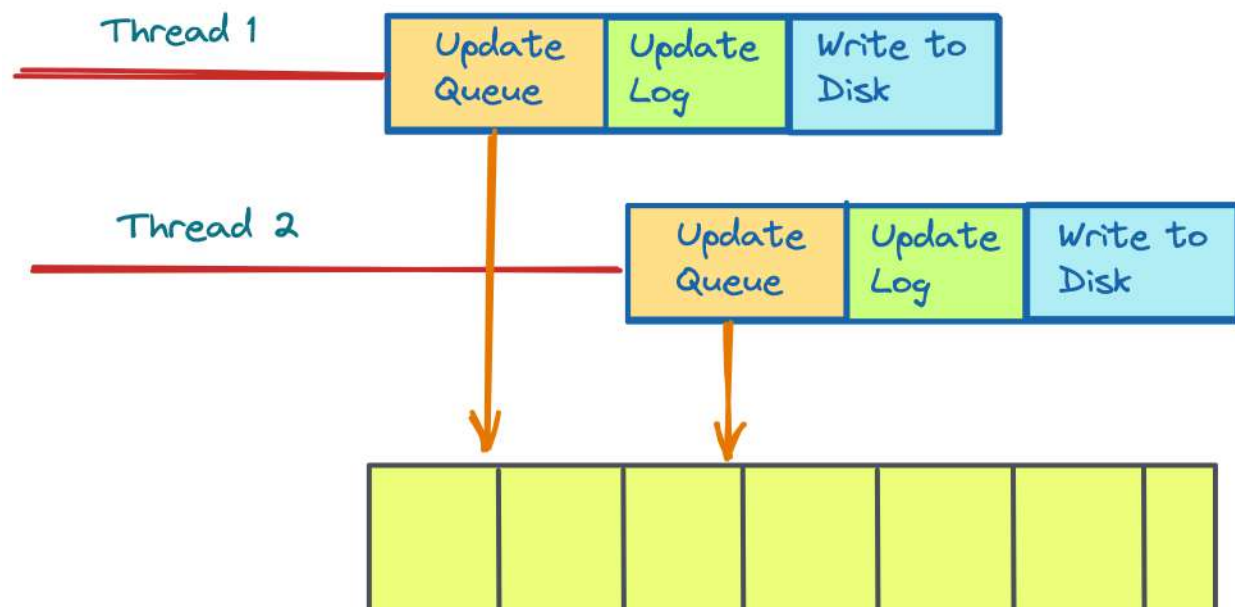 Thread 1
Update
Queue
Update
Log
Write to
Disk
Thread 2
Update
Queue
Update
Log
Write to
Disk